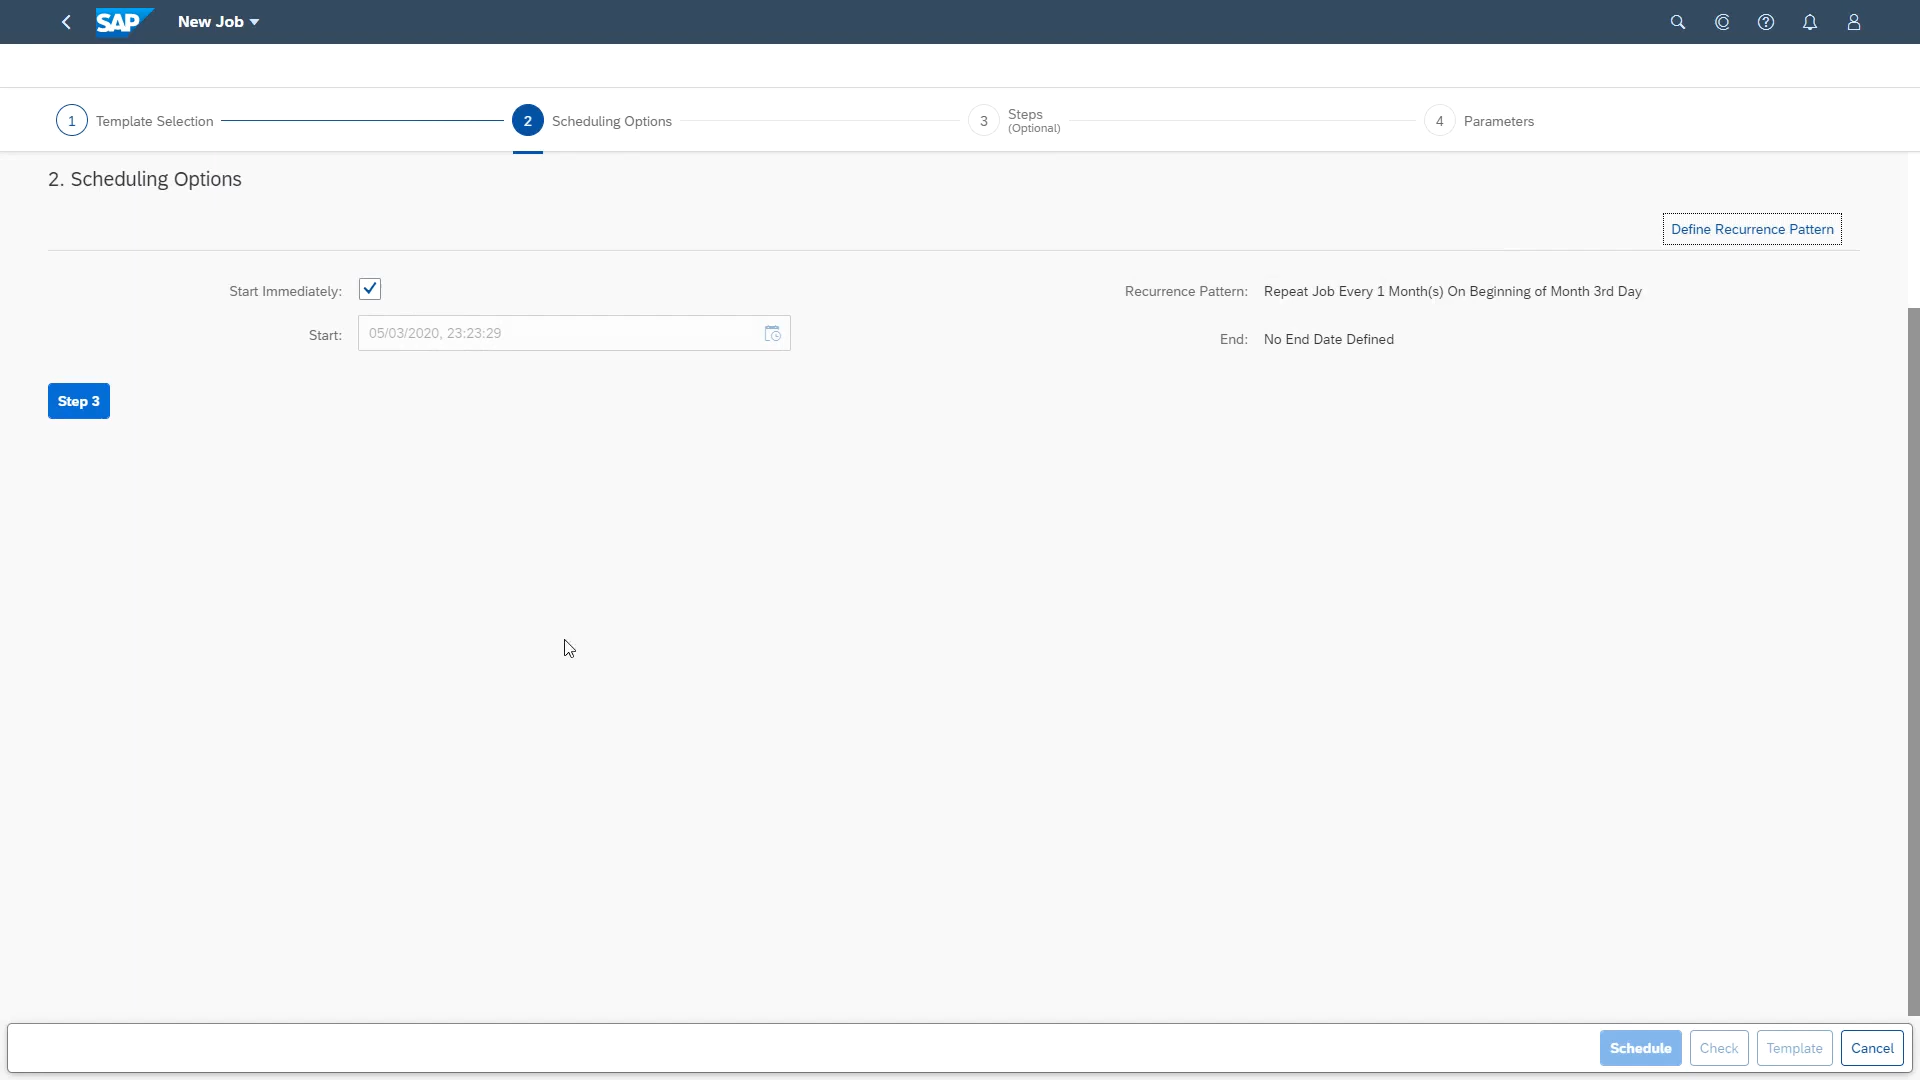 SAP New Job
1 Template Selection 2 Scheduling Options 3 Steps (Optional) 4 Parameters
2. Scheduling Options
Define Recurrence Pattern
Start Immediately: Recurrence Pattern: Repeat Job Every 1 Month(s) On Beginning of Month 3rd Day
Start: 05/03/2020, 23:23:29 End: No End Date Defined
Step 3
Schedule Check Template Cancel